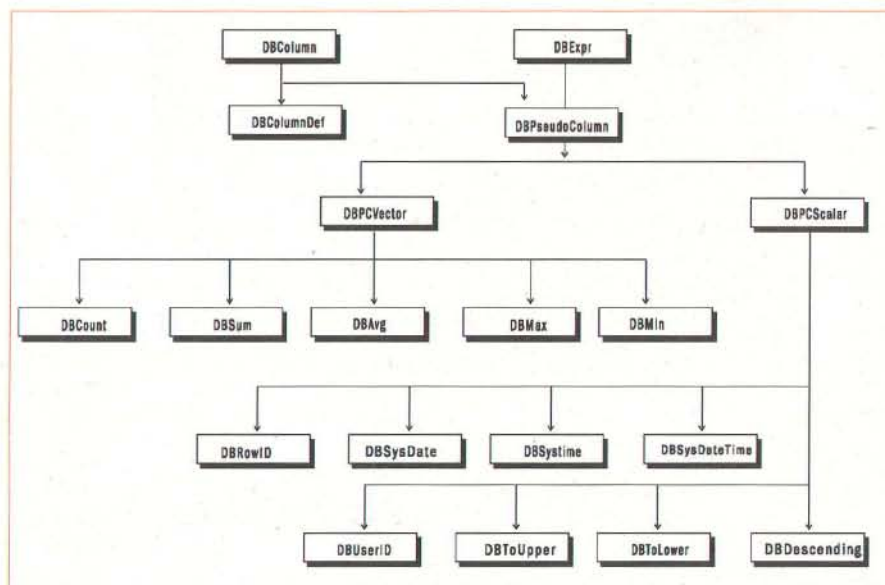 DBColumn
DBExpr
DBColumnDef
DBPseudoColumn
DBPCVector
DBPCScalar
DBCount
DBSum
DBAvg
DBMax
DBMin
DBRowID
DBSysDate
DBSystime
DBSysDateTime
DBUserID
DBToUpper
DBToLower
DBDescending